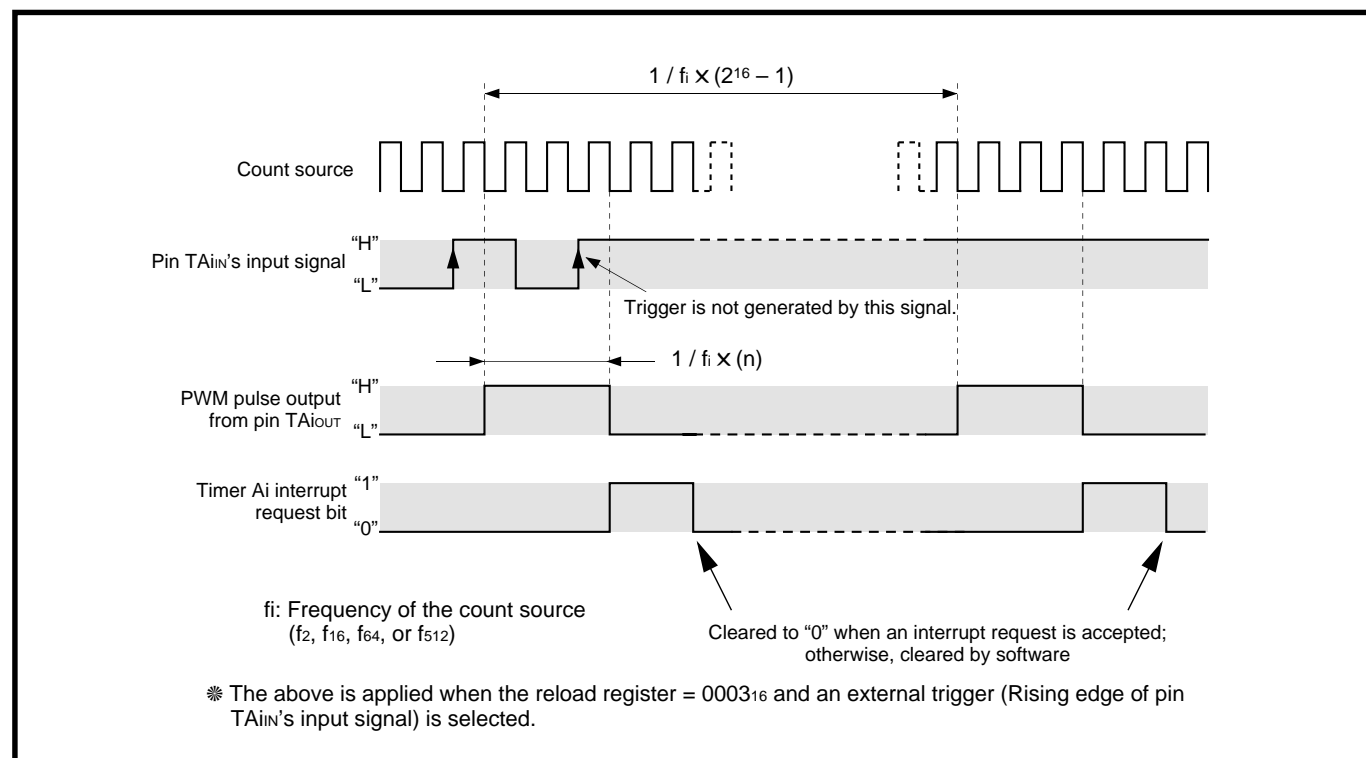 1 / fi × (2¹⁶ – 1)
Count source
“H”
Pin TAiIN’s input signal
“L”
Trigger is not generated by this signal.
1 / fi × (n)
“H”
PWM pulse output
from pin TAiOUT
“L”
“1”
Timer Ai interrupt
request bit
“0”
fi: Frequency of the count source
(f2, f16, f64, or f512)
Cleared to “0” when an interrupt request is accepted;
otherwise, cleared by software
❋ The above is applied when the reload register = 000316 and an external trigger (Rising edge of pin
TAiIN’s input signal) is selected.